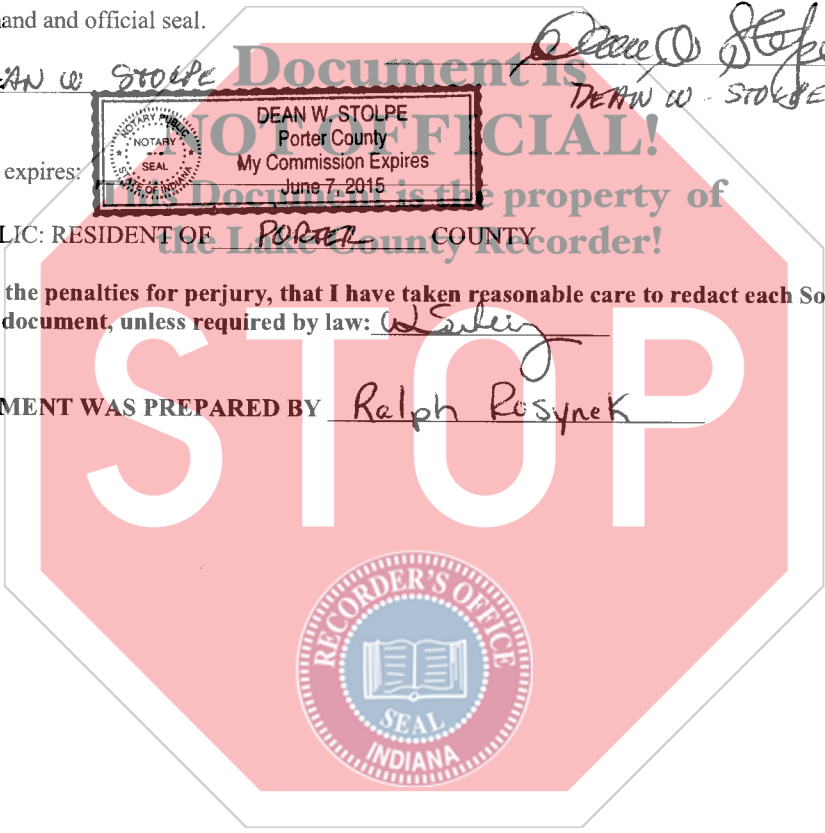 and and official seal.
Document is
AN W STOLPE
DEAN W. STOLPE
NOT OFFICIAL!
NOTARY PUBLIC
NOTARY
SEAL
STATE OF INDIANA
DEAN W. STOLPE
Porter County
My Commission Expires
June 7, 2015
expires:
This Document is the property of
LIC: RESIDENT OF PORTER COUNTY
the Lake County Recorder!
the penalties for perjury, that I have taken reasonable care to redact each So
document, unless required by law:
MENT WAS PREPARED BY Ralph Rosynek
STOP
RECORDER'S OFFICE
SEAL
INDIANA